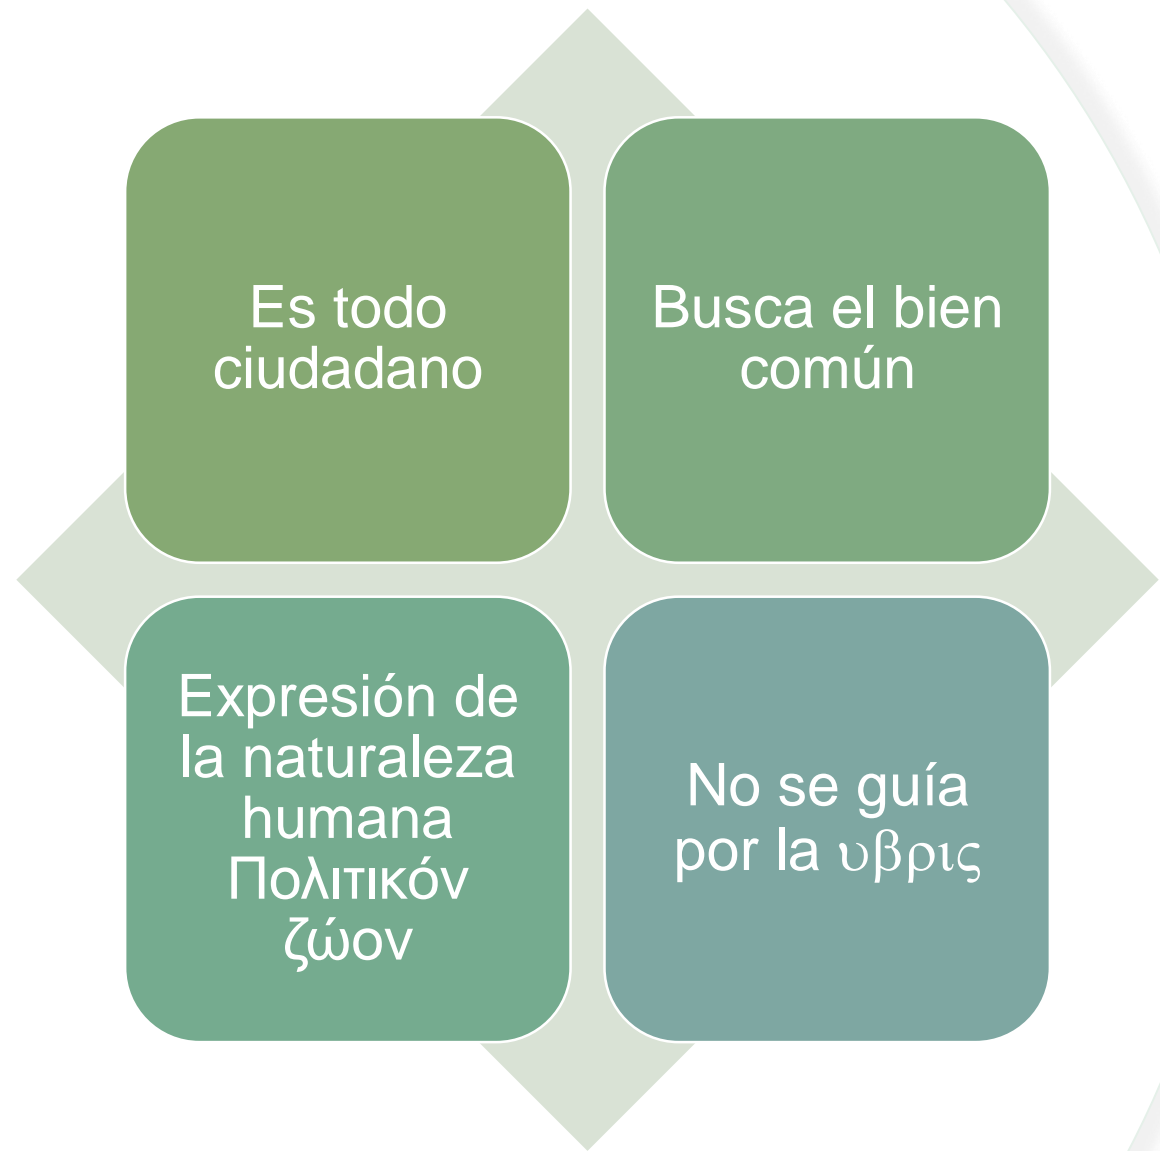 Es todo
ciudadano
Busca el bien
común
Expresión de
la naturaleza
humana
Πολιτικόν
ζώον
No se guía
por la υβρις